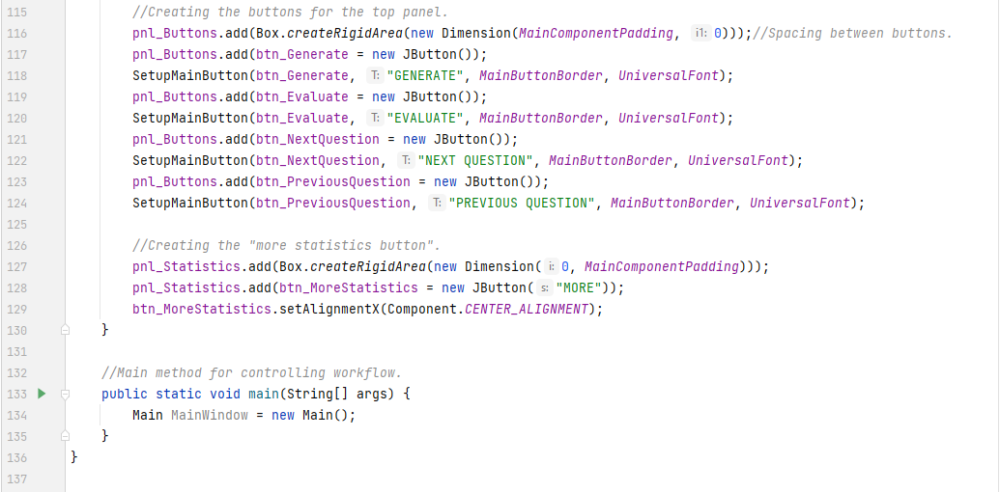 115 //Creating the buttons for the top panel.
116 pnl_Buttons.add(Box.createRigidArea(new Dimension(MainComponentPadding, i1: 0)));//Spacing between buttons.
117 pnl_Buttons.add(btn_Generate = new JButton());
118 SetupMainButton(btn_Generate, T: "GENERATE", MainButtonBorder, UniversalFont);
119 pnl_Buttons.add(btn_Evaluate = new JButton());
120 SetupMainButton(btn_Evaluate, T: "EVALUATE", MainButtonBorder, UniversalFont);
121 pnl_Buttons.add(btn_NextQuestion = new JButton());
122 SetupMainButton(btn_NextQuestion, T: "NEXT QUESTION", MainButtonBorder, UniversalFont);
123 pnl_Buttons.add(btn_PreviousQuestion = new JButton());
124 SetupMainButton(btn_PreviousQuestion, T: "PREVIOUS QUESTION", MainButtonBorder, UniversalFont);
125
126 //Creating the "more statistics button".
127 pnl_Statistics.add(Box.createRigidArea(new Dimension( i: 0, MainComponentPadding)));
128 pnl_Statistics.add(btn_MoreStatistics = new JButton( s: "MORE"));
129 btn_MoreStatistics.setAlignmentX(Component.CENTER_ALIGNMENT);
130 }
131
132 //Main method for controlling workflow.
133 public static void main(String[] args) {
134 Main MainWindow = new Main();
135 }
136 }
137